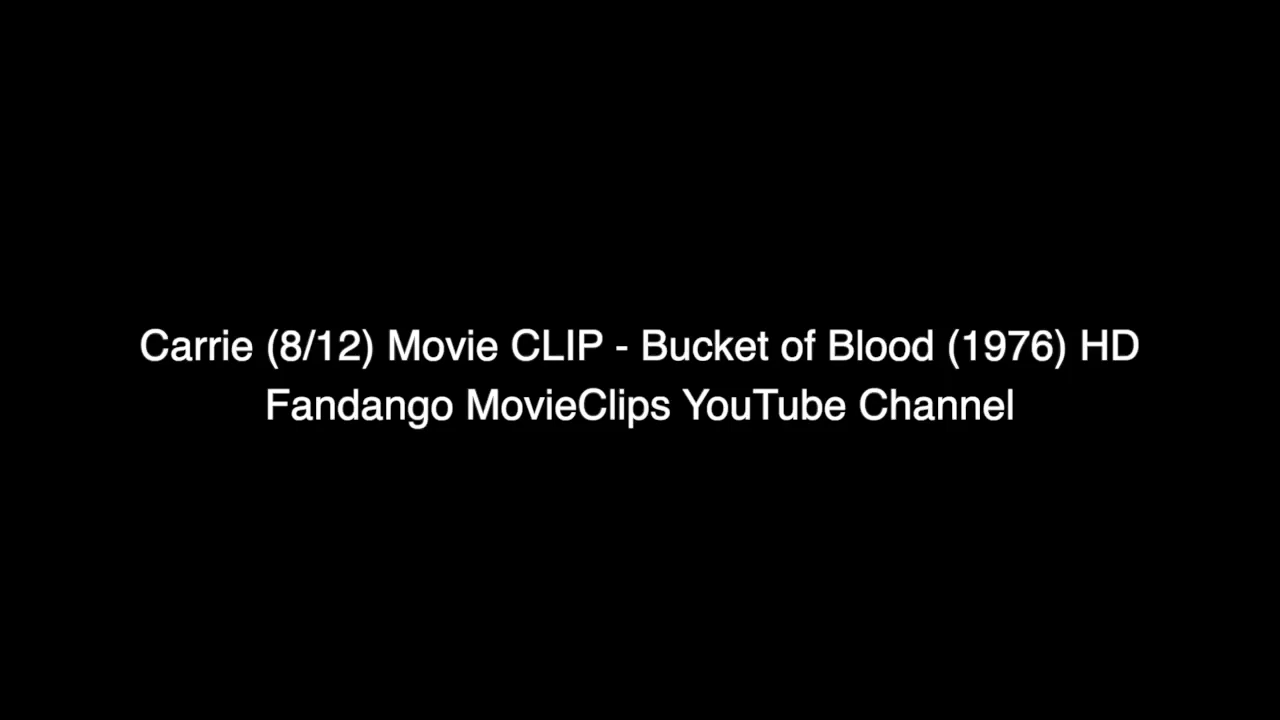 Carrie (8/12) Movie CLIP - Bucket of Blood (1976) HD
Fandango MovieClips YouTube Channel